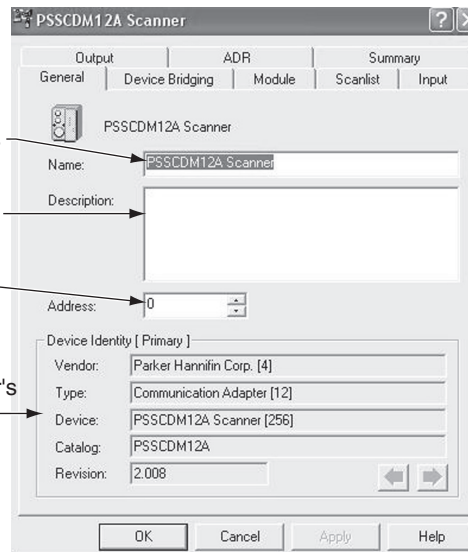 PSSCDM12A Scanner
Output ADR Summary
General Device Bridging Module Scanlist Input
PSSCDM12A Scanner
Name: PSSCDM12A Scanner
Description:
Address: 0
Device Identity [ Primary ]
Vendor: Parker Hannifin Corp. [4]
's
Type: Communication Adapter [12]
Device: PSSCDM12A Scanner [256]
Catalog: PSSCDM12A
Revision: 2.008
OK Cancel Apply Help